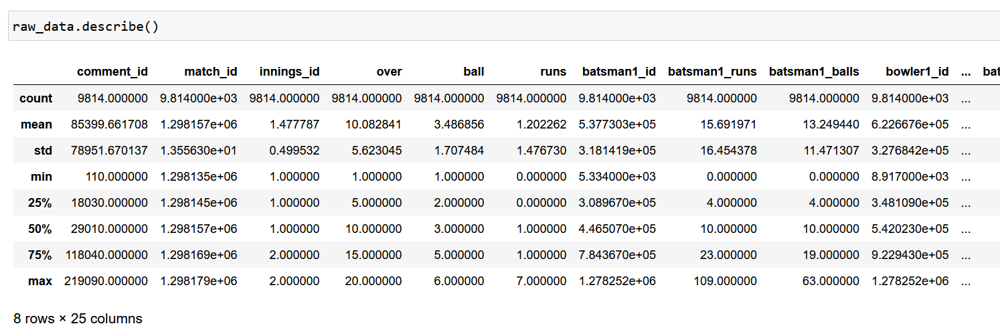 raw_data.describe()
comment_id match_id innings_id over ball runs batsman1_id batsman1_runs batsman1_balls bowler1_id ... bat
count 9814.000000 9.814000e+03 9814.000000 9814.000000 9814.000000 9814.000000 9.814000e+03 9814.000000 9814.000000 9.814000e+03 ...
mean 85399.661708 1.298157e+06 1.477787 10.082841 3.486856 1.202262 5.377303e+05 15.691971 13.249440 6.226676e+05 ...
std 78951.670137 1.355630e+01 0.499532 5.623045 1.707484 1.476730 3.181419e+05 16.454378 11.471307 3.276842e+05 ...
min 110.000000 1.298135e+06 1.000000 1.000000 1.000000 0.000000 5.334000e+03 0.000000 0.000000 8.917000e+03 ...
25% 18030.000000 1.298145e+06 1.000000 5.000000 2.000000 0.000000 3.089670e+05 4.000000 4.000000 3.481090e+05 ...
50% 29010.000000 1.298157e+06 1.000000 10.000000 3.000000 1.000000 4.465070e+05 10.000000 10.000000 5.420230e+05 ...
75% 118040.000000 1.298169e+06 2.000000 15.000000 5.000000 1.000000 7.843670e+05 23.000000 19.000000 9.229430e+05 ...
max 219090.000000 1.298179e+06 2.000000 20.000000 6.000000 7.000000 1.278252e+06 109.000000 63.000000 1.278252e+06 ...
8 rows × 25 columns